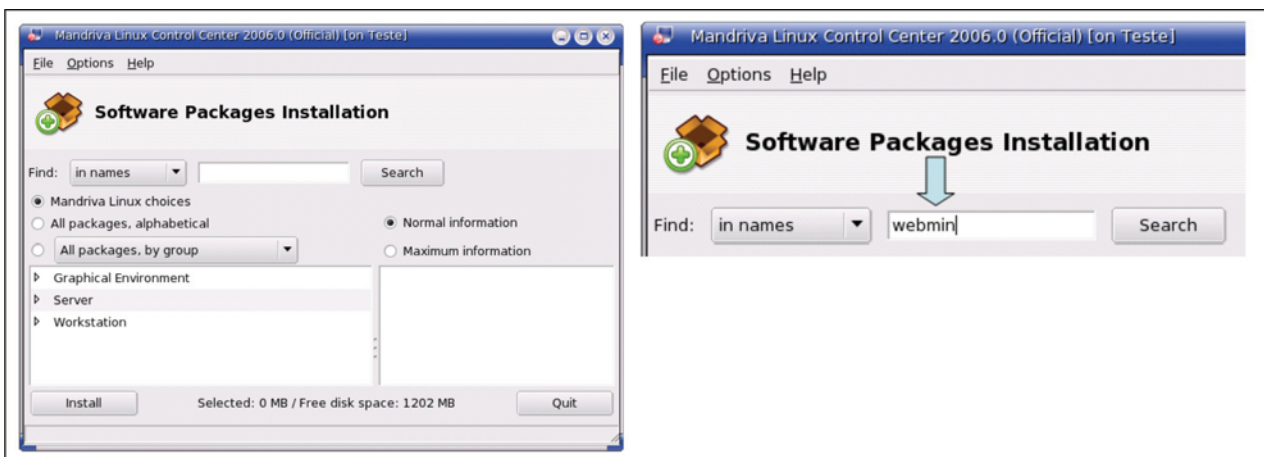 Mandriva Linux Control Center 2006.0 (Official) [on Teste]
File Options Help
Software Packages Installation
Find: in names Search
Mandriva Linux choices
All packages, alphabetical Normal information
All packages, by group Maximum information
Graphical Environment
Server
Workstation
Install Selected: 0 MB / Free disk space: 1202 MB Quit
Mandriva Linux Control Center 2006.0 (Official) [on Teste]
File Options Help
Software Packages Installation
Find: in names webmin Search